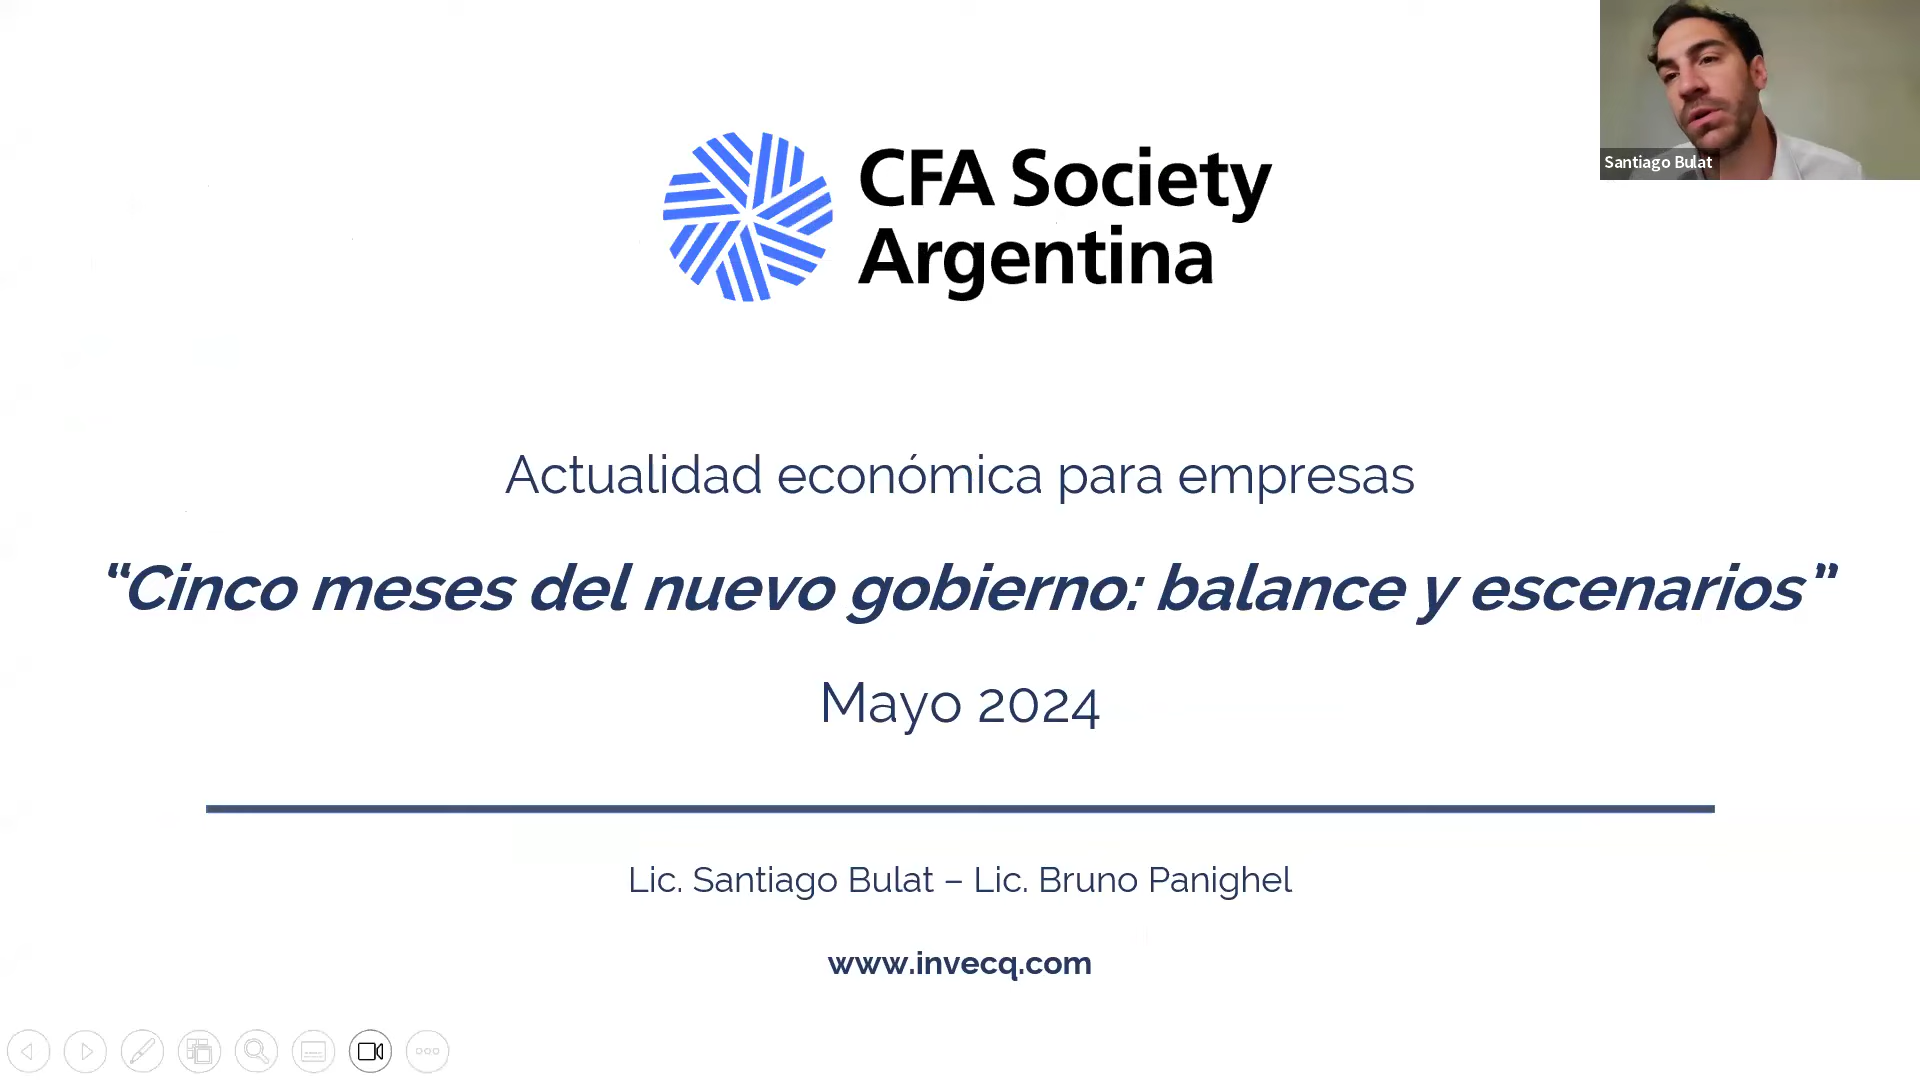 Santiago Bulat
CFA Society
Argentina
Actualidad económica para empresas
“Cinco meses del nuevo gobierno: balance y escenarios”
Mayo 2024
Lic. Santiago Bulat – Lic. Bruno Panighel
www.invecq.com